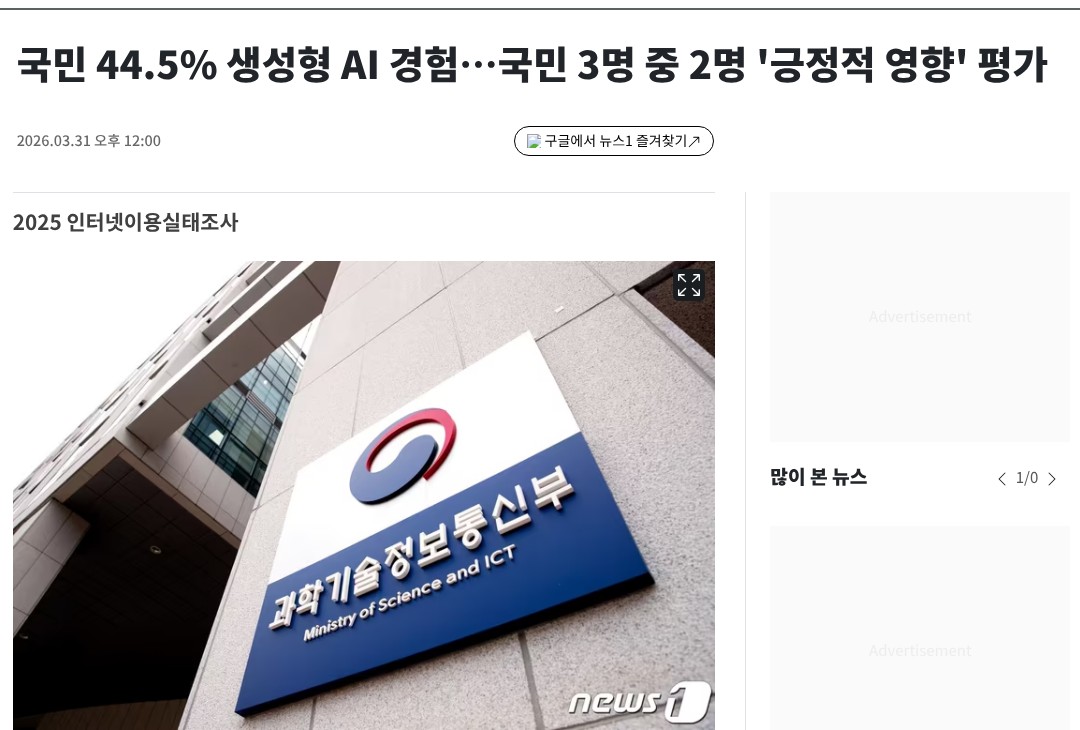 국민 44.5% 생성형 AI 경험…국민 3명 중 2명 '긍정적 영향' 평가
2026.03.31 오후 12:00
구글에서 뉴스1 즐겨찾기↗
2025 인터넷이용실태조사
과학기술정보통신부
Ministry of Science and ICT
news1
Advertisement
많이 본 뉴스
1/0
Advertisement